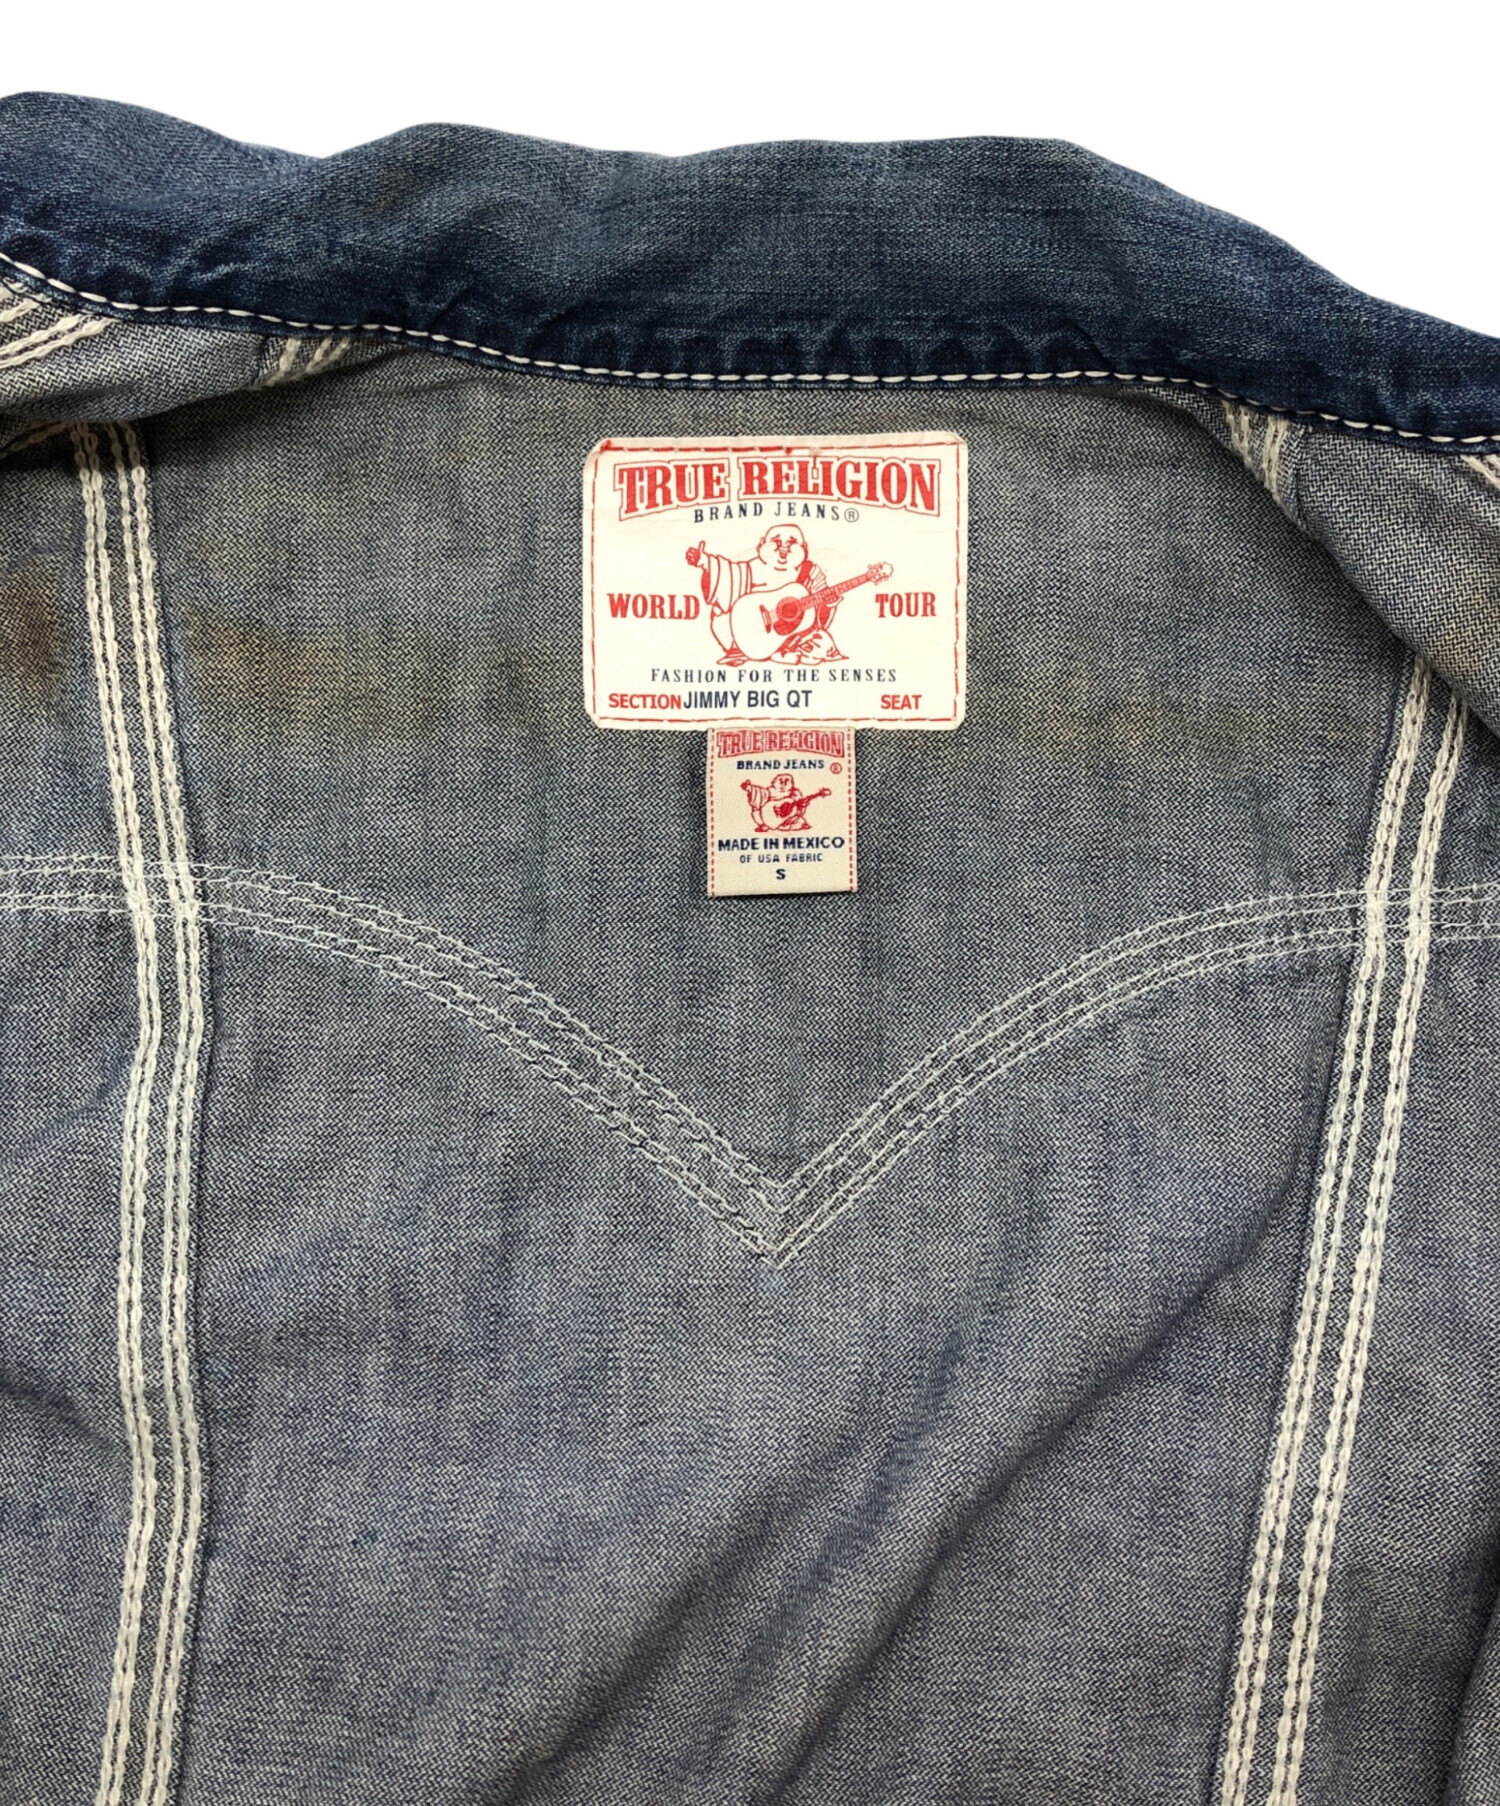 TRUE RELIGION
BRAND JEANS®
WORLD TOUR
FASHION FOR THE SENSES
SECTION JIMMY BIG QT SEAT
TRUE RELIGION
BRAND JEANS ®
MADE IN MEXICO
OF USA FABRIC
S